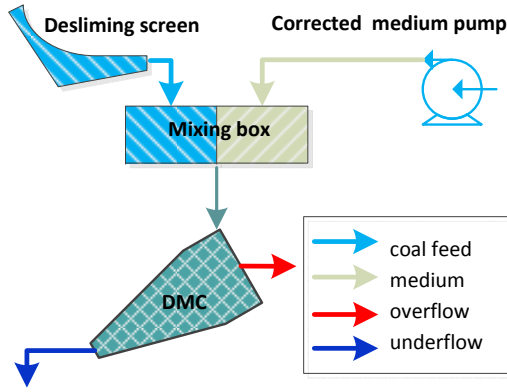 Desliming screen
Corrected medium pump
Mixing box
DMC
coal feed
medium
overflow
underflow